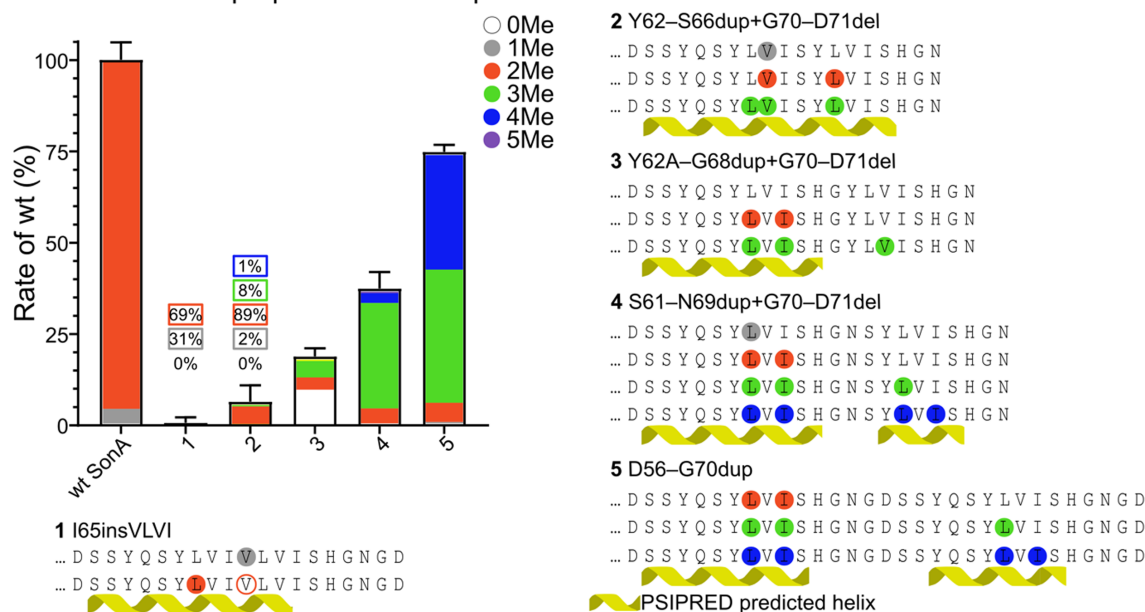 0Me
1Me
2Me
3Me
4Me
5Me
Rate of wt (%)
100
75
50
25
0
69%
31%
0%
1%
8%
89%
2%
0%
wt SonA
1
2
3
4
5
1 I65insVLVI
... D S S Y Q S Y L V I V L V I S H G N G D
... D S S Y Q S Y L V I V L V I S H G N G D
2 Y62–S66dup+G70–D71del
... D S S Y Q S Y L V I S Y L V I S H G N
... D S S Y Q S Y L V I S Y L V I S H G N
... D S S Y Q S Y L V I S Y L V I S H G N
3 Y62A–G68dup+G70–D71del
... D S S Y Q S Y L V I S H G Y L V I S H G N
... D S S Y Q S Y L V I S H G Y L V I S H G N
... D S S Y Q S Y L V I S H G Y L V I S H G N
4 S61–N69dup+G70–D71del
... D S S Y Q S Y L V I S H G N S Y L V I S H G N
... D S S Y Q S Y L V I S H G N S Y L V I S H G N
... D S S Y Q S Y L V I S H G N S Y L V I S H G N
... D S S Y Q S Y L V I S H G N S Y L V I S H G N
5 D56–G70dup
... D S S Y Q S Y L V I S H G N G D S S Y Q S Y L V I S H G N G D
... D S S Y Q S Y L V I S H G N G D S S Y Q S Y L V I S H G N G D
... D S S Y Q S Y L V I S H G N G D S S Y Q S Y L V I S H G N G D
PSIPRED predicted helix